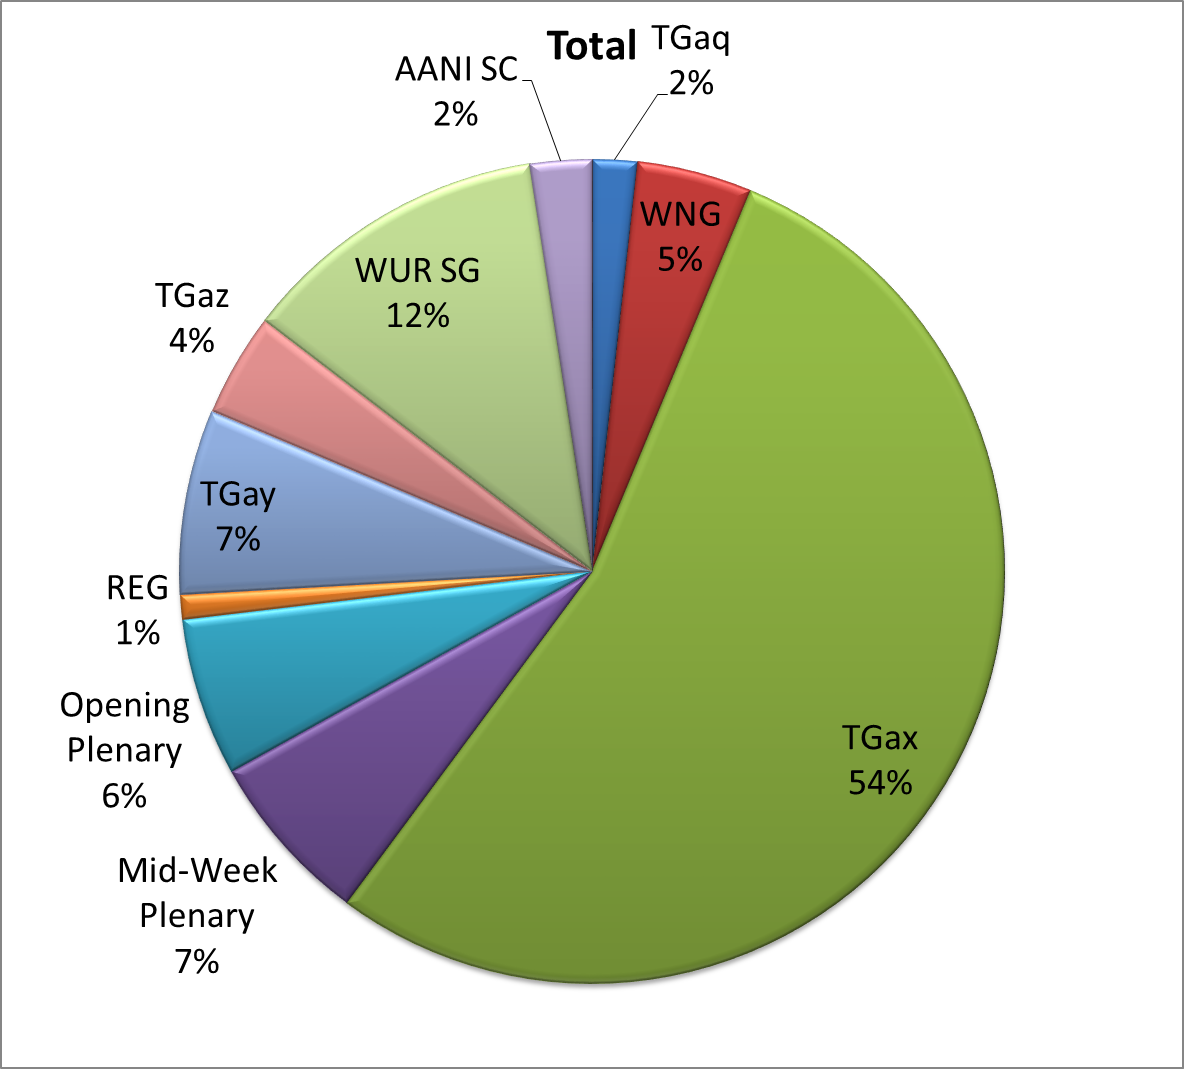 Total
TGaq
2%
WNG
5%
TGax
54%
Mid-Week
Plenary
7%
Opening
Plenary
6%
REG
1%
TGay
7%
TGaz
4%
WUR SG
12%
AANI SC
2%